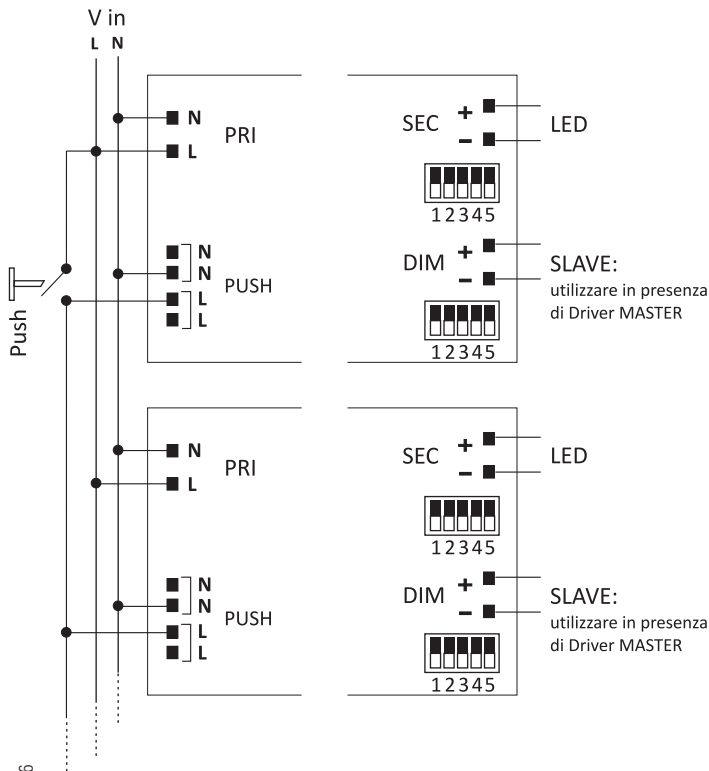 V in
L N
N
PRI
L
SEC + −
LED
12345
N
N
PUSH
L
L
DIM + −
SLAVE:
utilizzare in presenza
di Driver MASTER
12345
Push
N
PRI
L
SEC + −
LED
12345
N
N
PUSH
L
L
DIM + −
SLAVE:
utilizzare in presenza
di Driver MASTER
12345